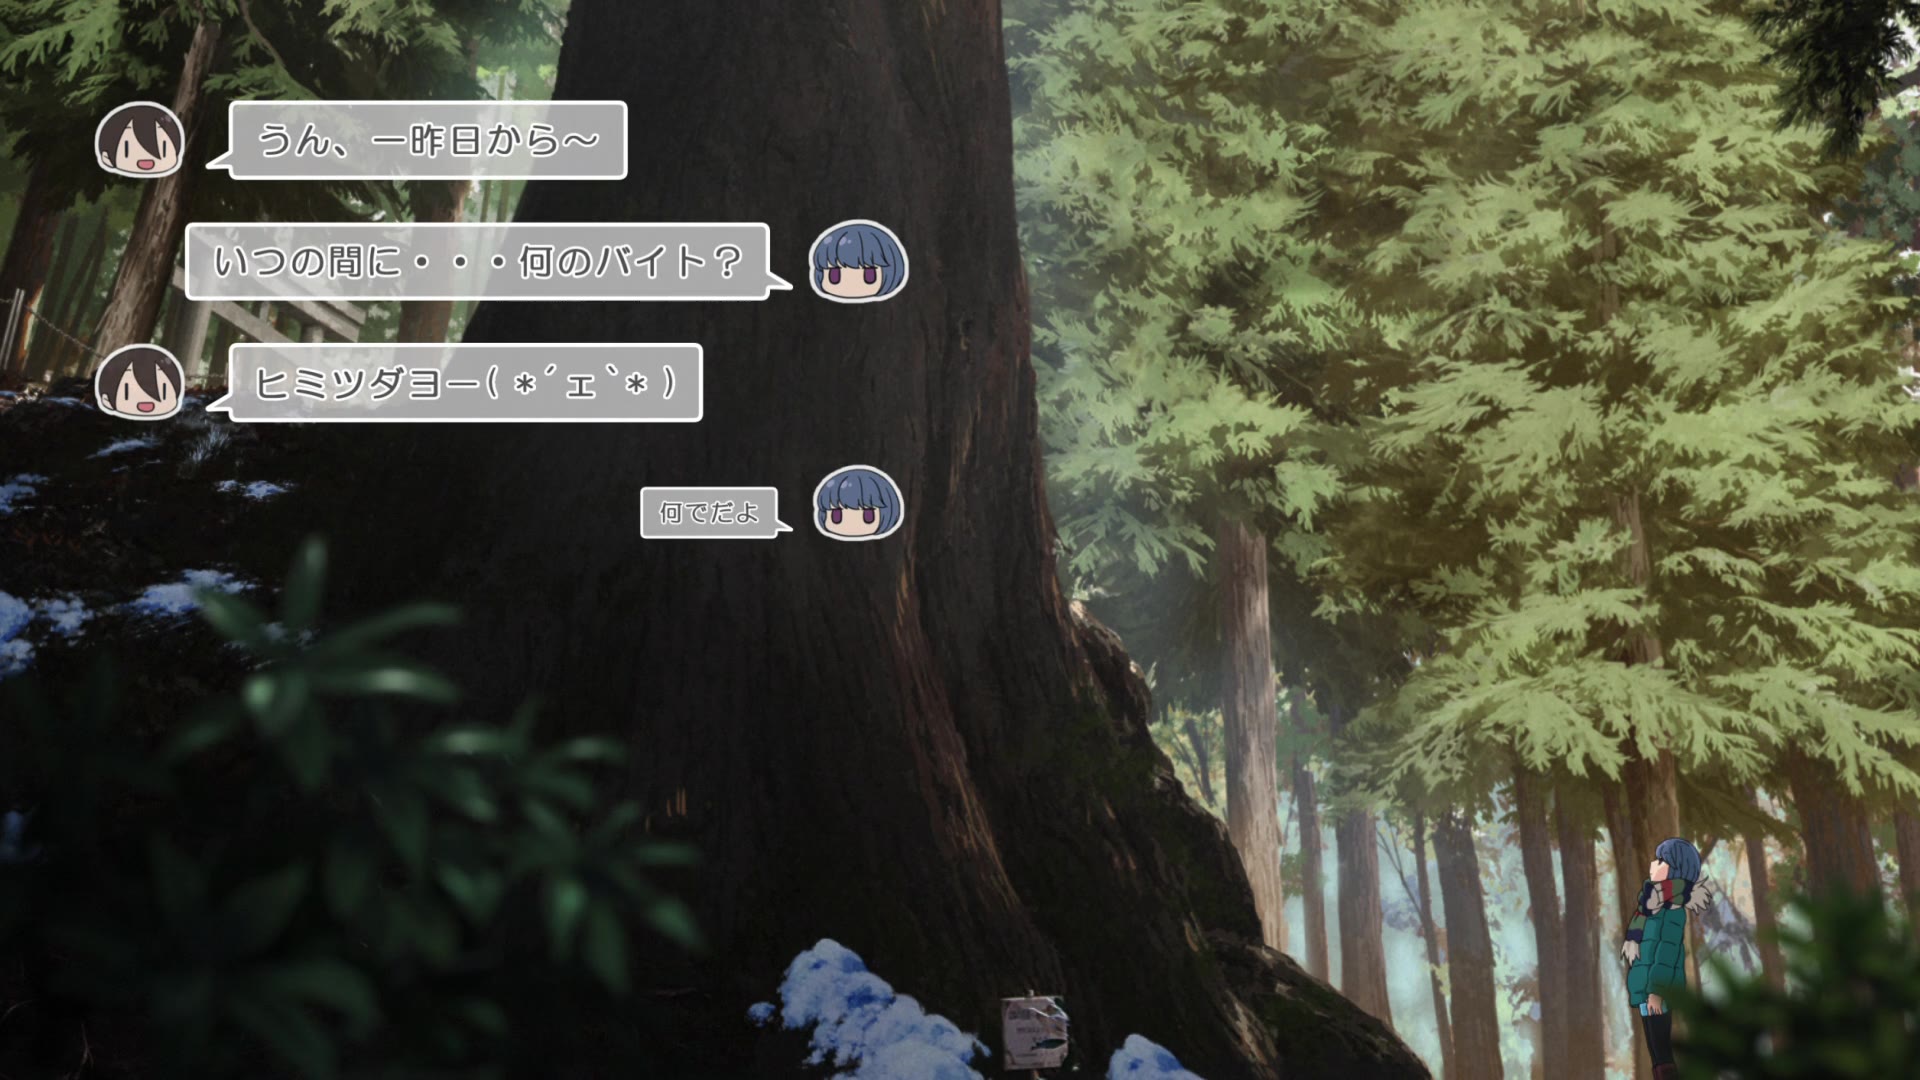 うん、一昨日から〜
いつの間に・・・何のバイト？
ヒミツダヨー( *´ェ`* )
何でだよ